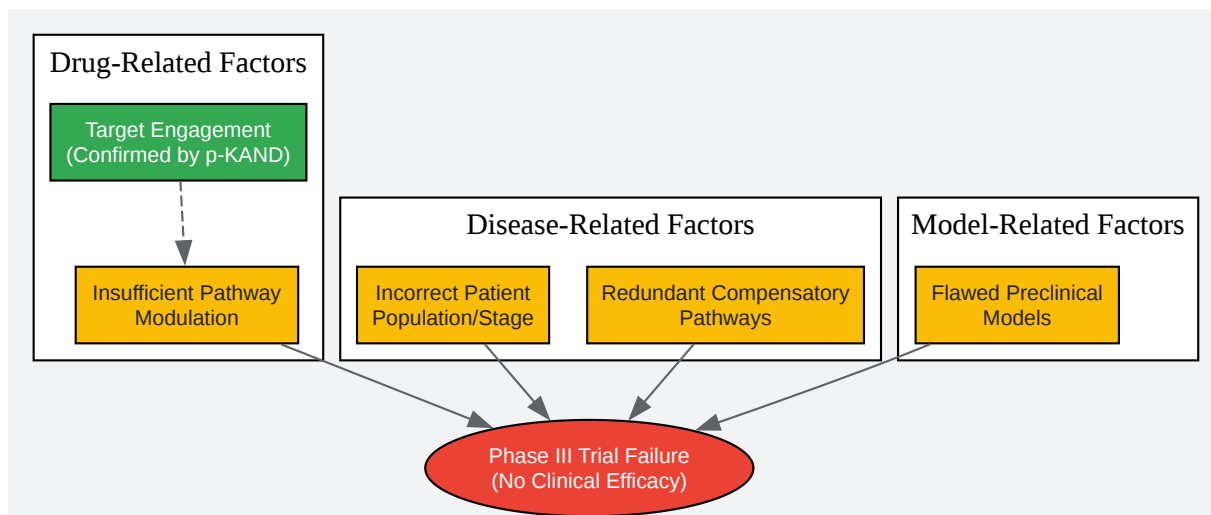 Drug-Related Factors
Target Engagement
(Confirmed by p-KAND)
Insufficient Pathway
Modulation
Disease-Related Factors
Incorrect Patient
Population/Stage
Redundant Compensatory
Pathways
Model-Related Factors
Flawed Preclinical
Models
Phase III Trial Failure
(No Clinical Efficacy)